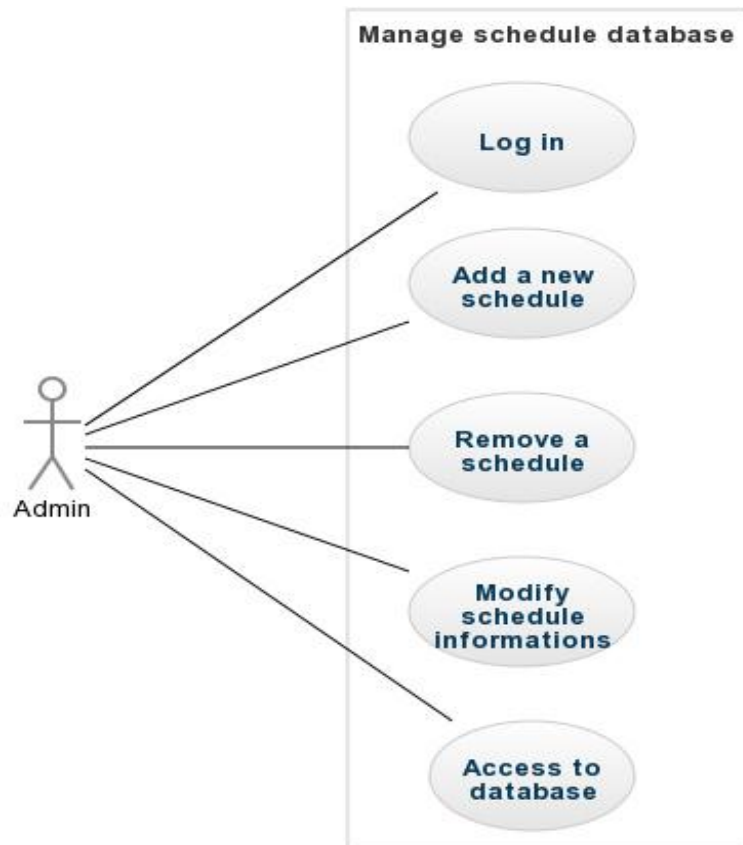 Manage schedule database
Log in
Add a new
schedule
Remove a
schedule
Admin
Modify
schedule
informations
Access to
database